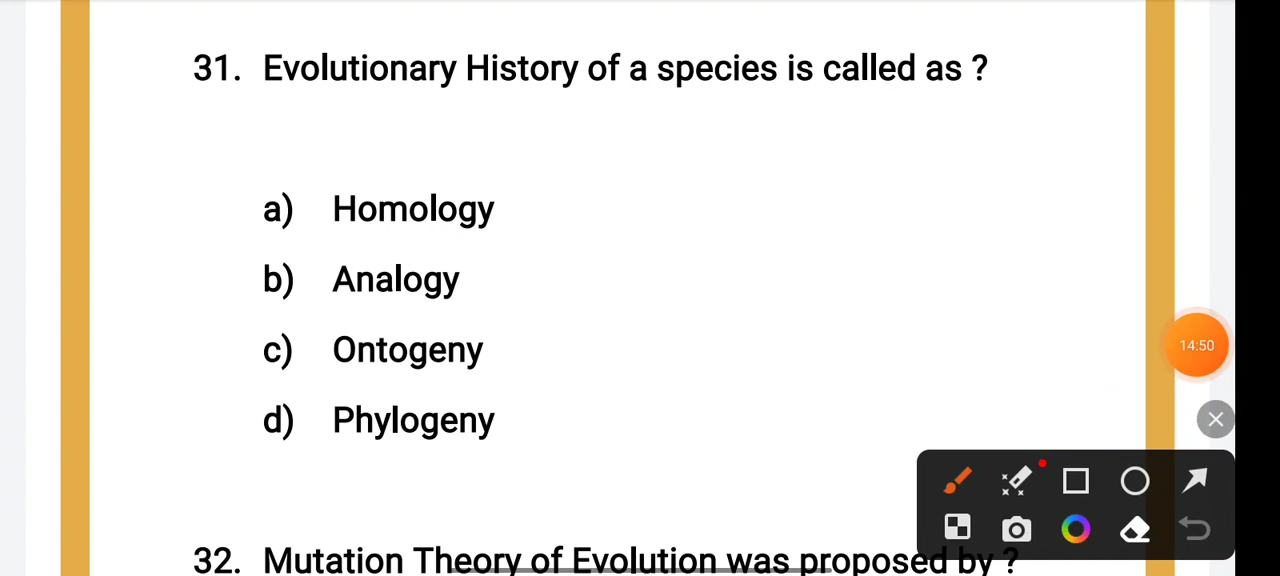 31. Evolutionary History of a species is called as ?
a) Homology
b) Analogy
c) Ontogeny
d) Phylogeny
14:50
32. Mutation Theory of Evolution was proposed by ?